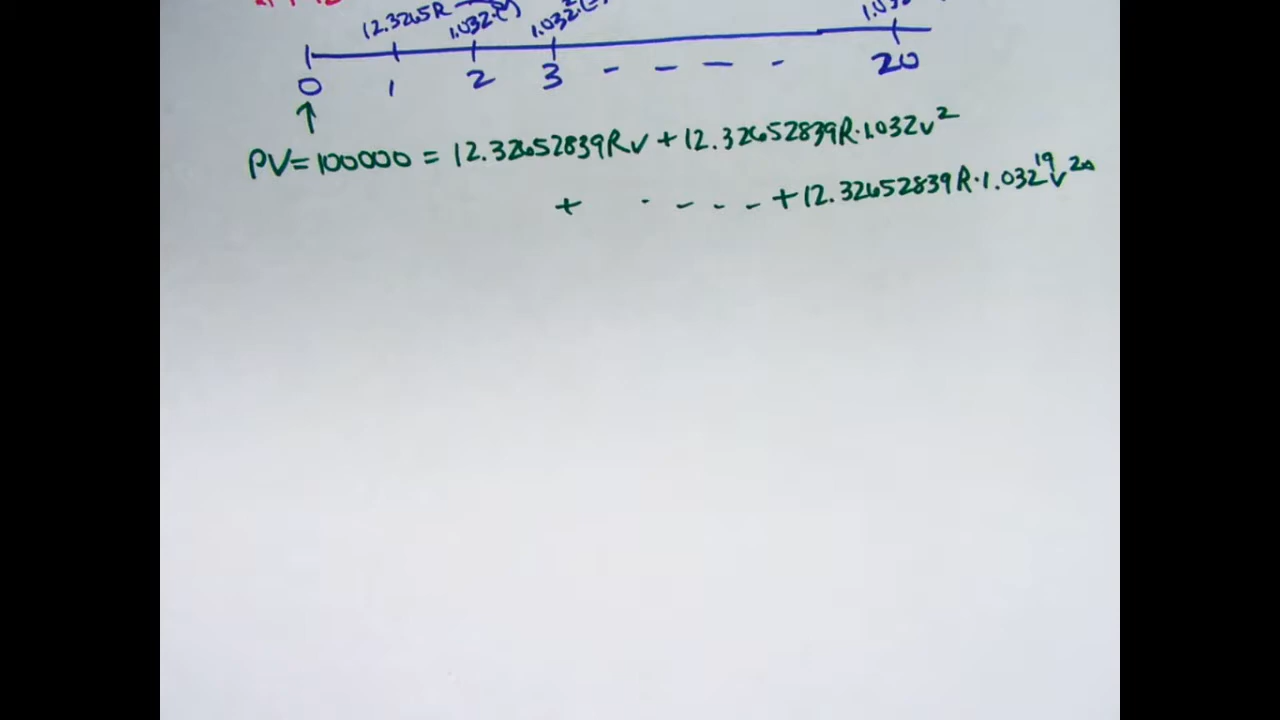 12.3265R 1.032(") 1.032²(
0 1 2 3 - - - - 20
PV = 100000 = 12.32652839Rv + 12.32652839R·1.032v²
+ · - - - + 12.32652839R·1.032¹⁹v²⁰